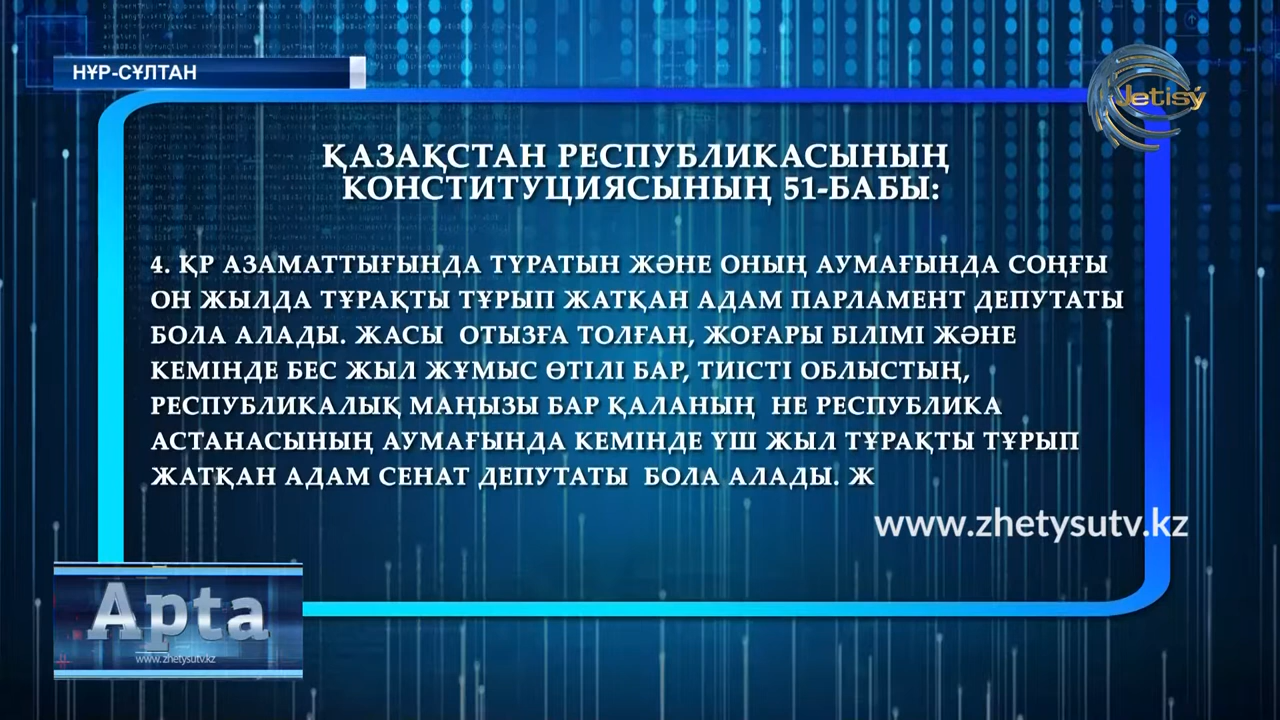 НҰР-СҰЛТАН
Jetisý
ҚАЗАҚСТАН РЕСПУБЛИКАСЫНЫҢ
КОНСТИТУЦИЯСЫНЫҢ 51-БАБЫ:
4. ҚР АЗАМАТТЫҒЫНДА ТҰРАТЫН ЖӘНЕ ОНЫҢ АУМАҒЫНДА СОҢҒЫ
ОН ЖЫЛДА ТҰРАҚТЫ ТҰРЫП ЖАТҚАН АДАМ ПАРЛАМЕНТ ДЕПУТАТЫ
БОЛА АЛАДЫ. ЖАСЫ ОТЫЗҒА ТОЛҒАН, ЖОҒАРЫ БІЛІМІ ЖӘНЕ
КЕМІНДЕ БЕС ЖЫЛ ЖҰМЫС ӨТІЛІ БАР, ТИІСТІ ОБЛЫСТЫҢ,
РЕСПУБЛИКАЛЫҚ МАҢЫЗЫ БАР ҚАЛАНЫҢ НЕ РЕСПУБЛИКА
АСТАНАСЫНЫҢ АУМАҒЫНДА КЕМІНДЕ ҮШ ЖЫЛ ТҰРАҚТЫ ТҰРЫП
ЖАТҚАН АДАМ СЕНАТ ДЕПУТАТЫ БОЛА АЛАДЫ. Ж
www.zhetysutv.kz
Apta
www.zhetysutv.kz